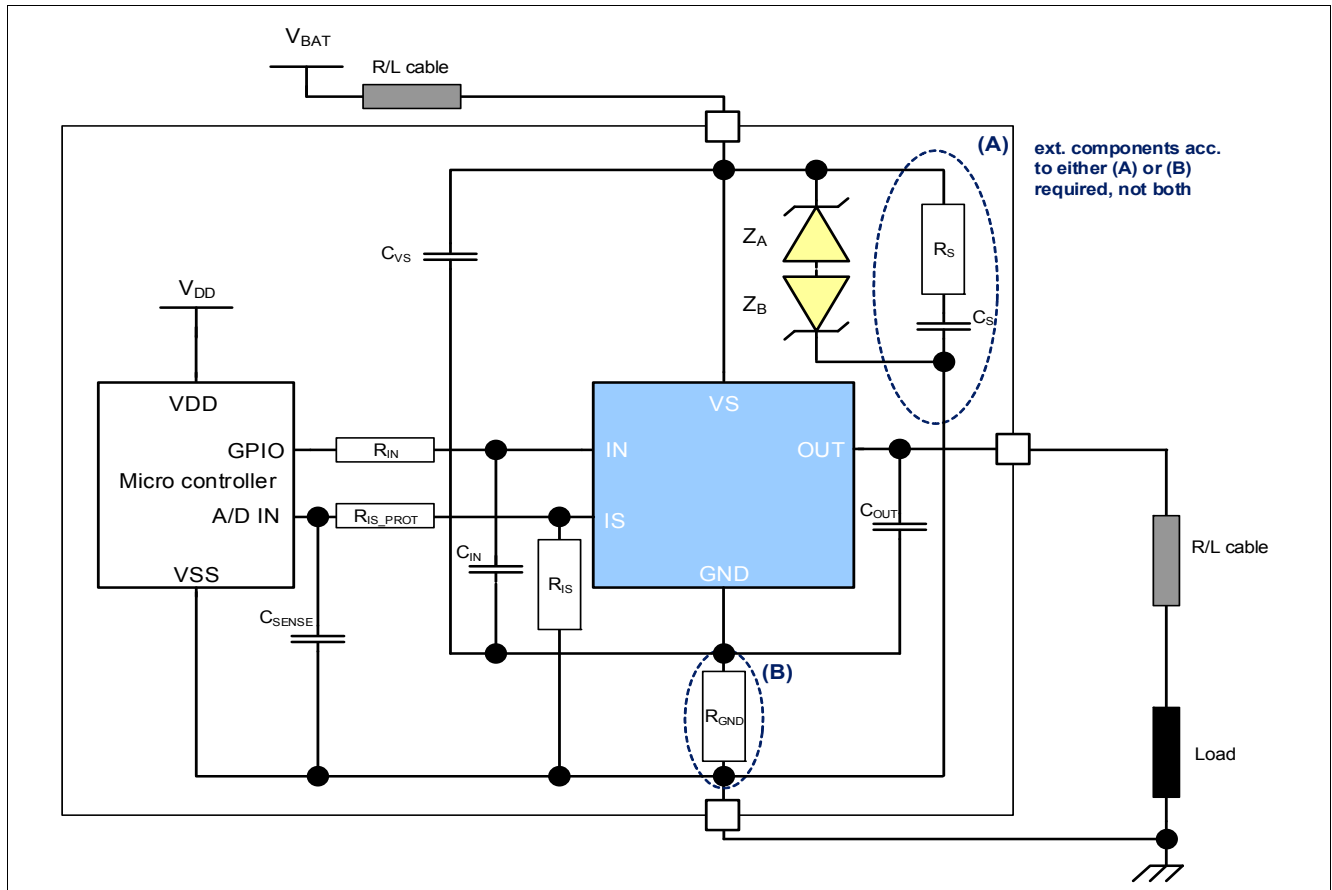 VBAT
R/L cable
(A)
ext. components acc.
to either (A) or (B)
required, not both
ZA
RS
CVS
VDD
ZB
CS
VDD
VS
GPIO
RIN
IN
OUT
Micro controller
A/D IN
RIS_PROT
IS
COUT
R/L cable
CIN
RIS
VSS
GND
CSENSE
(B)
RGND
Load